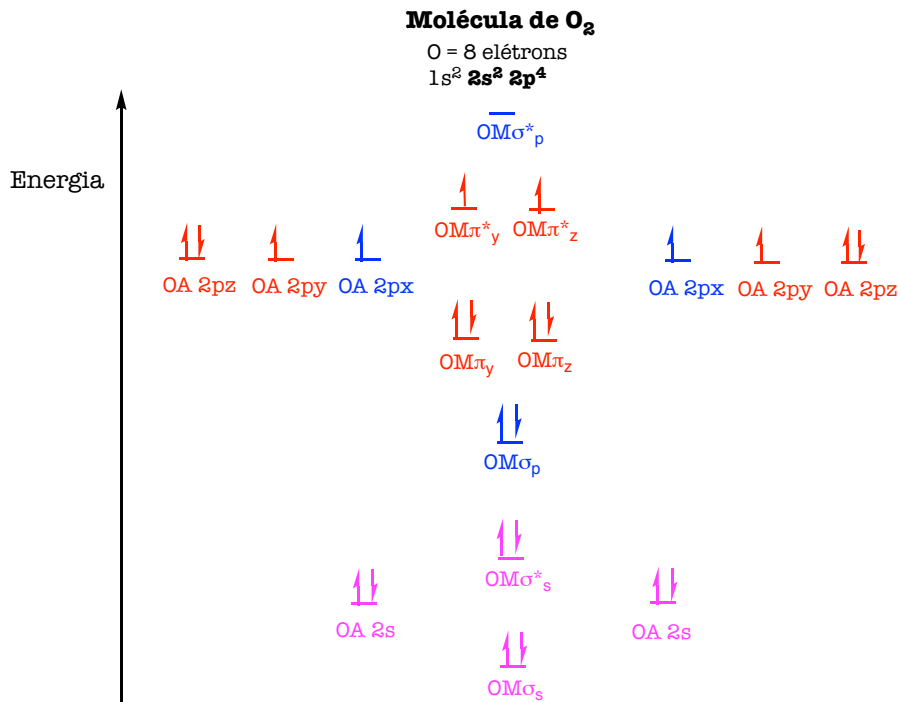 Molécula de O₂
O = 8 elétrons
1s² 2s² 2p⁴
OMσ*ₚ
Energia
OMπ*y OMπ*z
OA 2pz OA 2py OA 2px OA 2px OA 2py OA 2pz
OMπy OMπz
OMσₚ
OMσ*ₛ
OA 2s OA 2s
OMσₛ